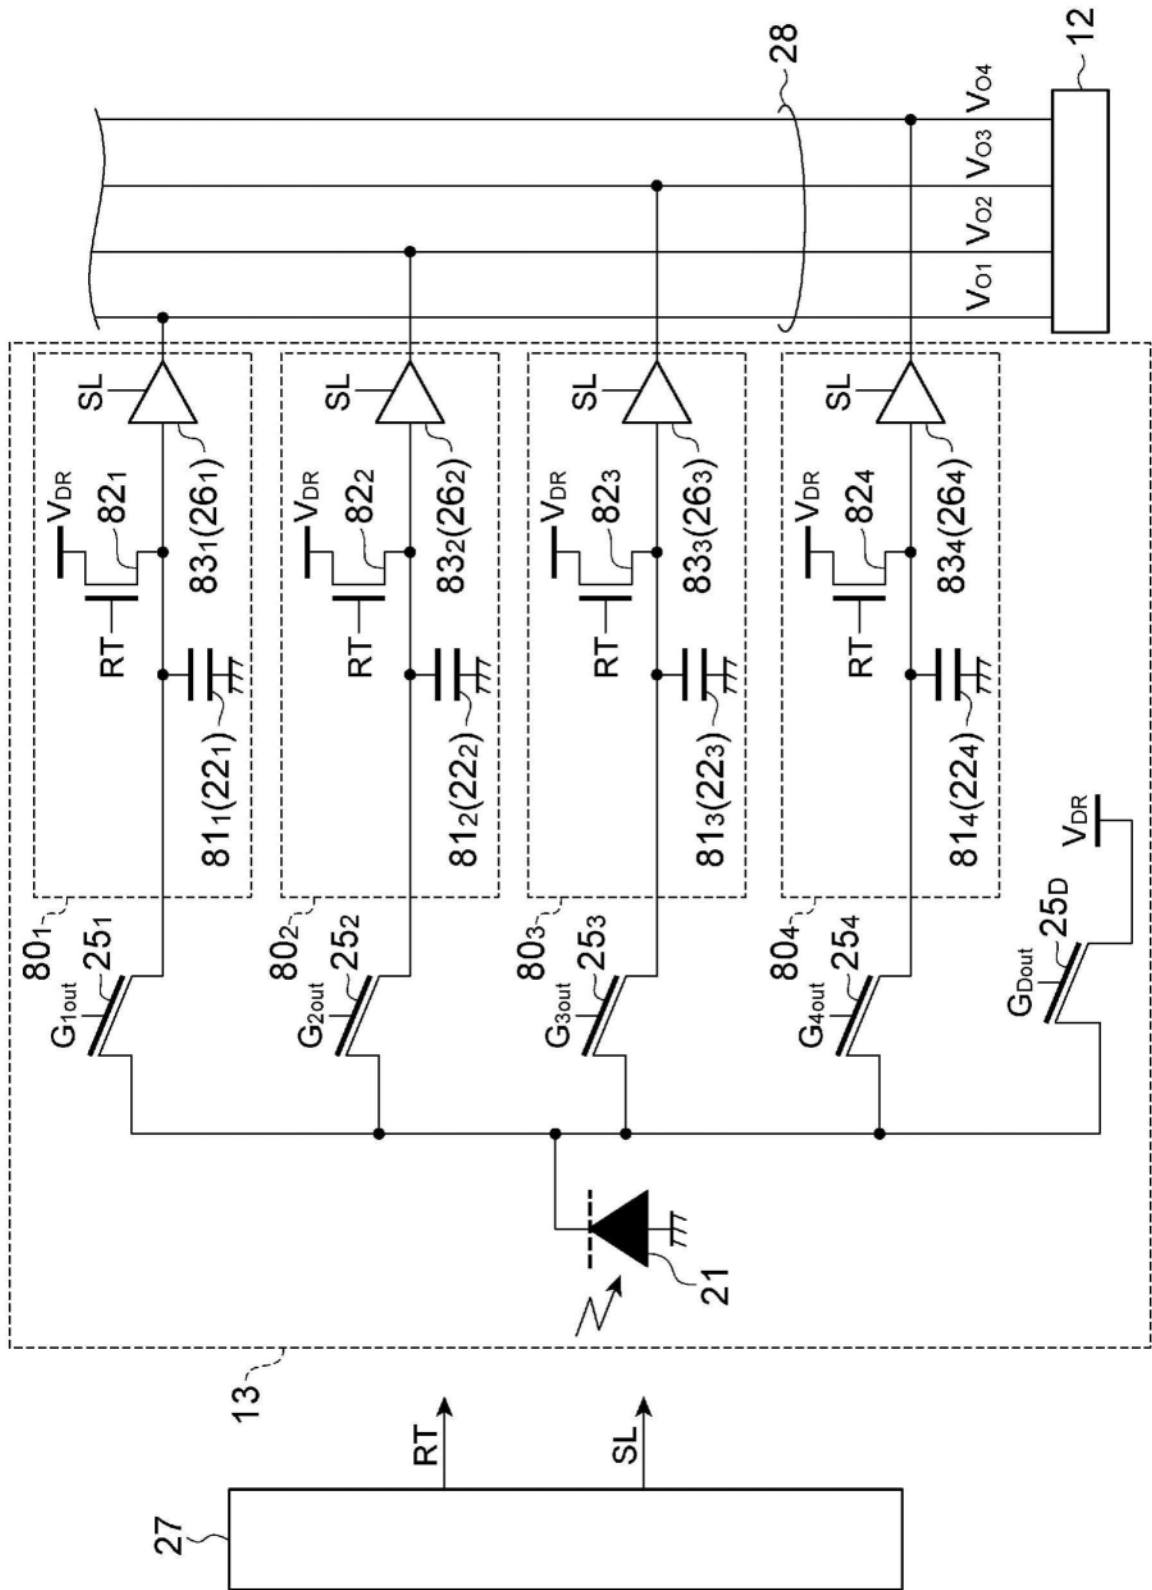 27
RT
SL
13
21
G1out
251
801
G2out
252
802
G3out
253
803
G4out
254
804
GDout
25D
VDR
811(221)
RT
VDR
821
831(261)
SL
812(222)
RT
VDR
822
832(262)
SL
813(223)
RT
VDR
823
833(263)
SL
814(224)
RT
VDR
824
834(264)
SL
28
VO1
VO2
VO3
VO4
12